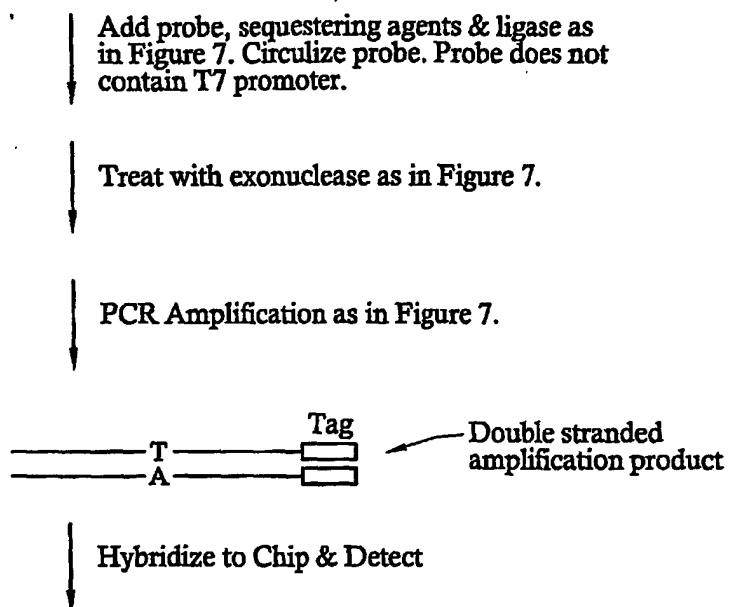 Add probe, sequestering agents & ligase as
in Figure 7. Circulize probe. Probe does not
contain T7 promoter.
Treat with exonuclease as in Figure 7.
PCR Amplification as in Figure 7.
Tag
T
A
Double stranded
amplification product
Hybridize to Chip & Detect